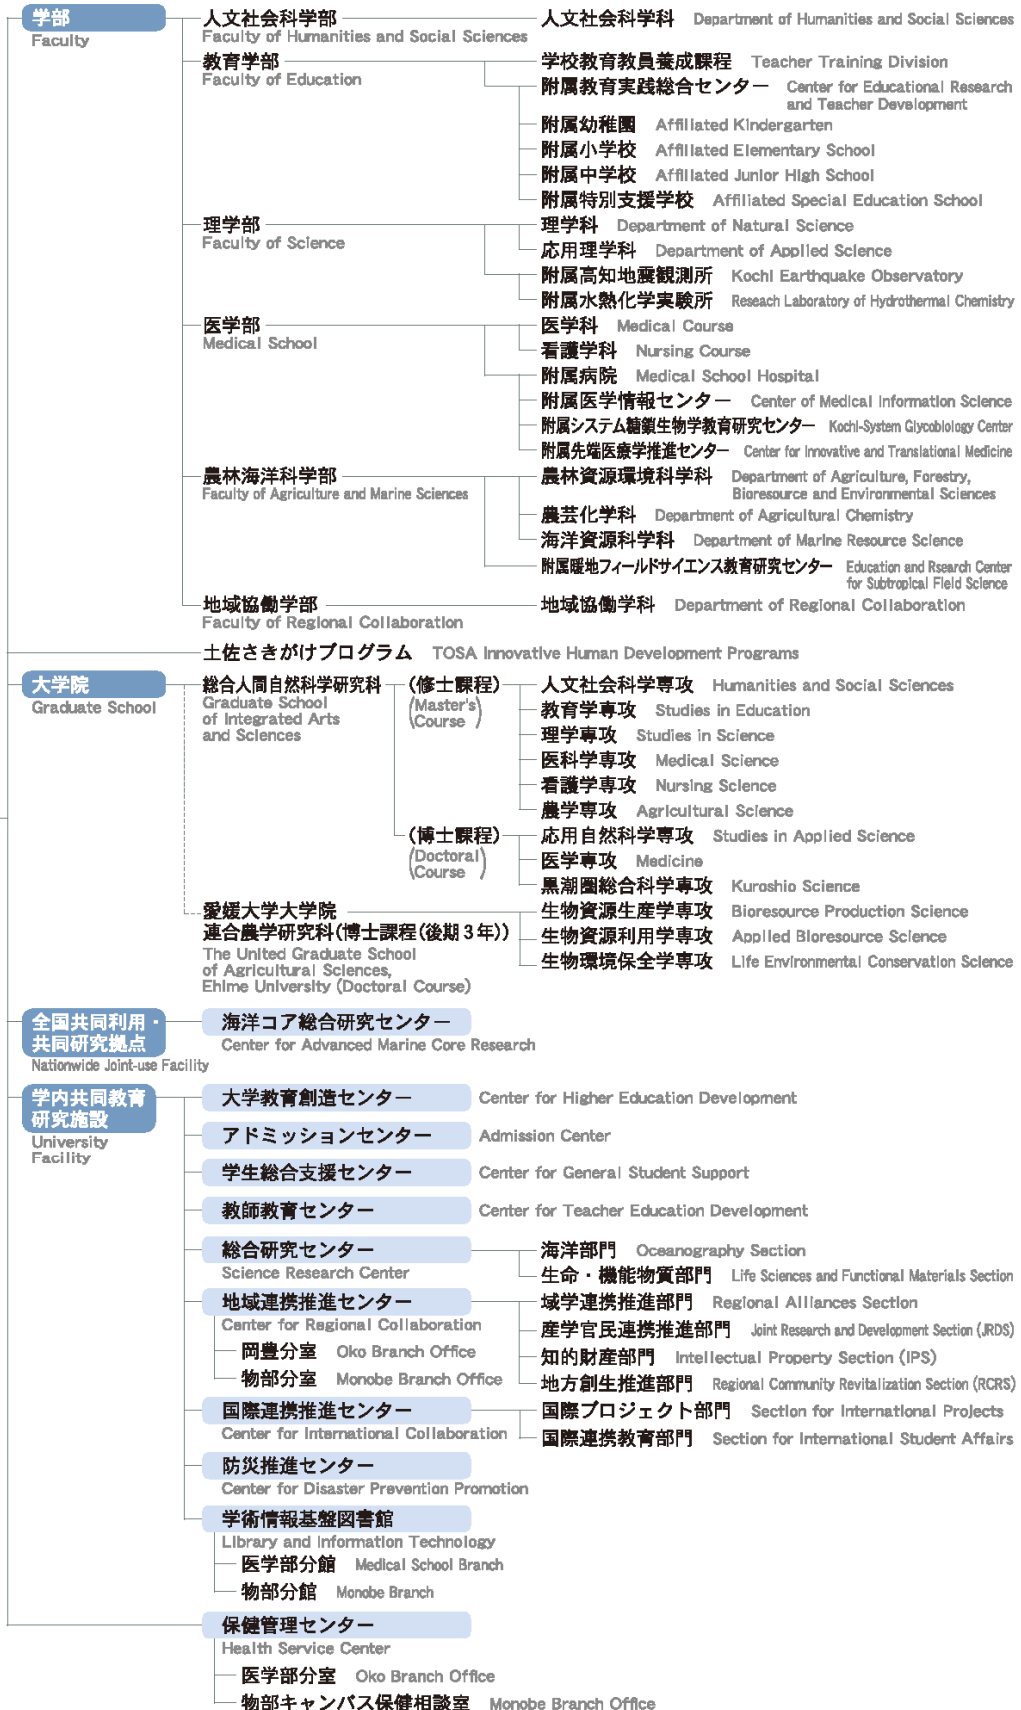 学部
Faculty
人文社会科学部
Faculty of Humanities and Social Sciences
人文社会科学科 Department of Humanities and Social Sciences
教育学部
Faculty of Education
学校教育教員養成課程 Teacher Training Division
附属教育実践総合センター Center for Educational Research
and Teacher Development
附属幼稚園 Affiliated Kindergarten
附属小学校 Affiliated Elementary School
附属中学校 Affiliated Junior High School
附属特別支援学校 Affiliated Special Education School
理学部
Faculty of Science
理学科 Department of Natural Science
応用理学科 Department of Applied Science
附属高知地震観測所 Kochi Earthquake Observatory
附属水熱化学実験所 Reseach Laboratory of Hydrothermal Chemistry
医学部
Medical School
医学科 Medical Course
看護学科 Nursing Course
附属病院 Medical School Hospital
附属医学情報センター Center of Medical Information Science
附属システム糖鎖生物学教育研究センター Kochi-System Glycobiology Center
附属先端医療学推進センター Center for Innovative and Translational Medicine
農林海洋科学部
Faculty of Agriculture and Marine Sciences
農林資源環境科学科 Department of Agriculture, Forestry,
Bioresource and Environmental Sciences
農芸化学科 Department of Agricultural Chemistry
海洋資源科学科 Department of Marine Resource Science
附属暖地フィールドサイエンス教育研究センター Education and Rsearch Center
for Subtropical Field Science
地域協働学部
Faculty of Regional Collaboration
地域協働学科 Department of Regional Collaboration
土佐さきがけプログラム TOSA Innovative Human Development Programs
大学院
Graduate School
総合人間自然科学研究科
Graduate School
of Integrated Arts
and Sciences
(修士課程)
(Master's
Course)
人文社会科学専攻 Humanities and Social Sciences
教育学専攻 Studies in Education
理学専攻 Studies in Science
医科学専攻 Medical Science
看護学専攻 Nursing Science
農学専攻 Agricultural Science
(博士課程)
(Doctoral
Course)
応用自然科学専攻 Studies in Applied Science
医学専攻 Medicine
黒潮圏総合科学専攻 Kuroshio Science
愛媛大学大学院
連合農学研究科(博士課程(後期3年))
The United Graduate School
of Agricultural Sciences,
Ehime University (Doctoral Course)
生物資源生産学専攻 Bioresource Production Science
生物資源利用学専攻 Applied Bioresource Science
生物環境保全学専攻 Life Environmental Conservation Science
全国共同利用・
共同研究拠点
Nationwide Joint-use Facility
海洋コア総合研究センター
Center for Advanced Marine Core Research
学内共同教育
研究施設
University
Facility
大学教育創造センター Center for Higher Education Development
アドミッションセンター Admission Center
学生総合支援センター Center for General Student Support
教師教育センター Center for Teacher Education Development
総合研究センター
Science Research Center
海洋部門 Oceanography Section
生命・機能物質部門 Life Sciences and Functional Materials Section
地域連携推進センター
Center for Regional Collaboration
岡豊分室 Oko Branch Office
物部分室 Monobe Branch Office
域学連携推進部門 Regional Alliances Section
産学官民連携推進部門 Joint Research and Development Section (JRDS)
知的財産部門 Intellectual Property Section (IPS)
地方創生推進部門 Regional Community Revitalization Section (RCRS)
国際連携推進センター
Center for International Collaboration
国際プロジェクト部門 Section for International Projects
国際連携教育部門 Section for International Student Affairs
防災推進センター
Center for Disaster Prevention Promotion
学術情報基盤図書館
Library and Information Technology
医学部分館 Medical School Branch
物部分館 Monobe Branch
保健管理センター
Health Service Center
医学部分室 Oko Branch Office
物部キャンパス保健相談室 Monobe Branch Office